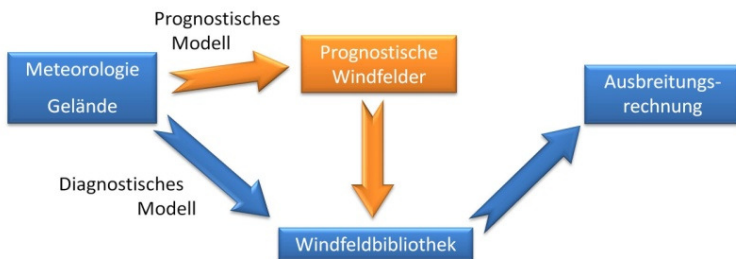 Prognostisches
Modell
Meteorologie
Gelände
Prognostische
Windfelder
Ausbreitungs-
rechnung
Diagnostisches
Modell
Windfeldbibliothek